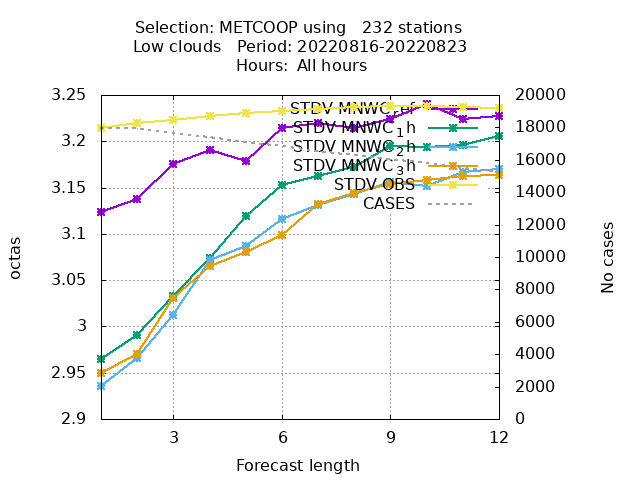 Selection: METCOOP using   232 stations
Low clouds   Period: 20220816-20220823
Hours:  All hours
3.25
3.2
3.15
3.1
3.05
3
2.95
2.9
octas
20000
18000
16000
14000
12000
10000
8000
6000
4000
2000
0
No cases
STDV MNWC_ref
STDV MNWC_1h
STDV MNWC_2h
STDV MNWC_3h
STDV OBS
CASES
3
6
9
12
Forecast length